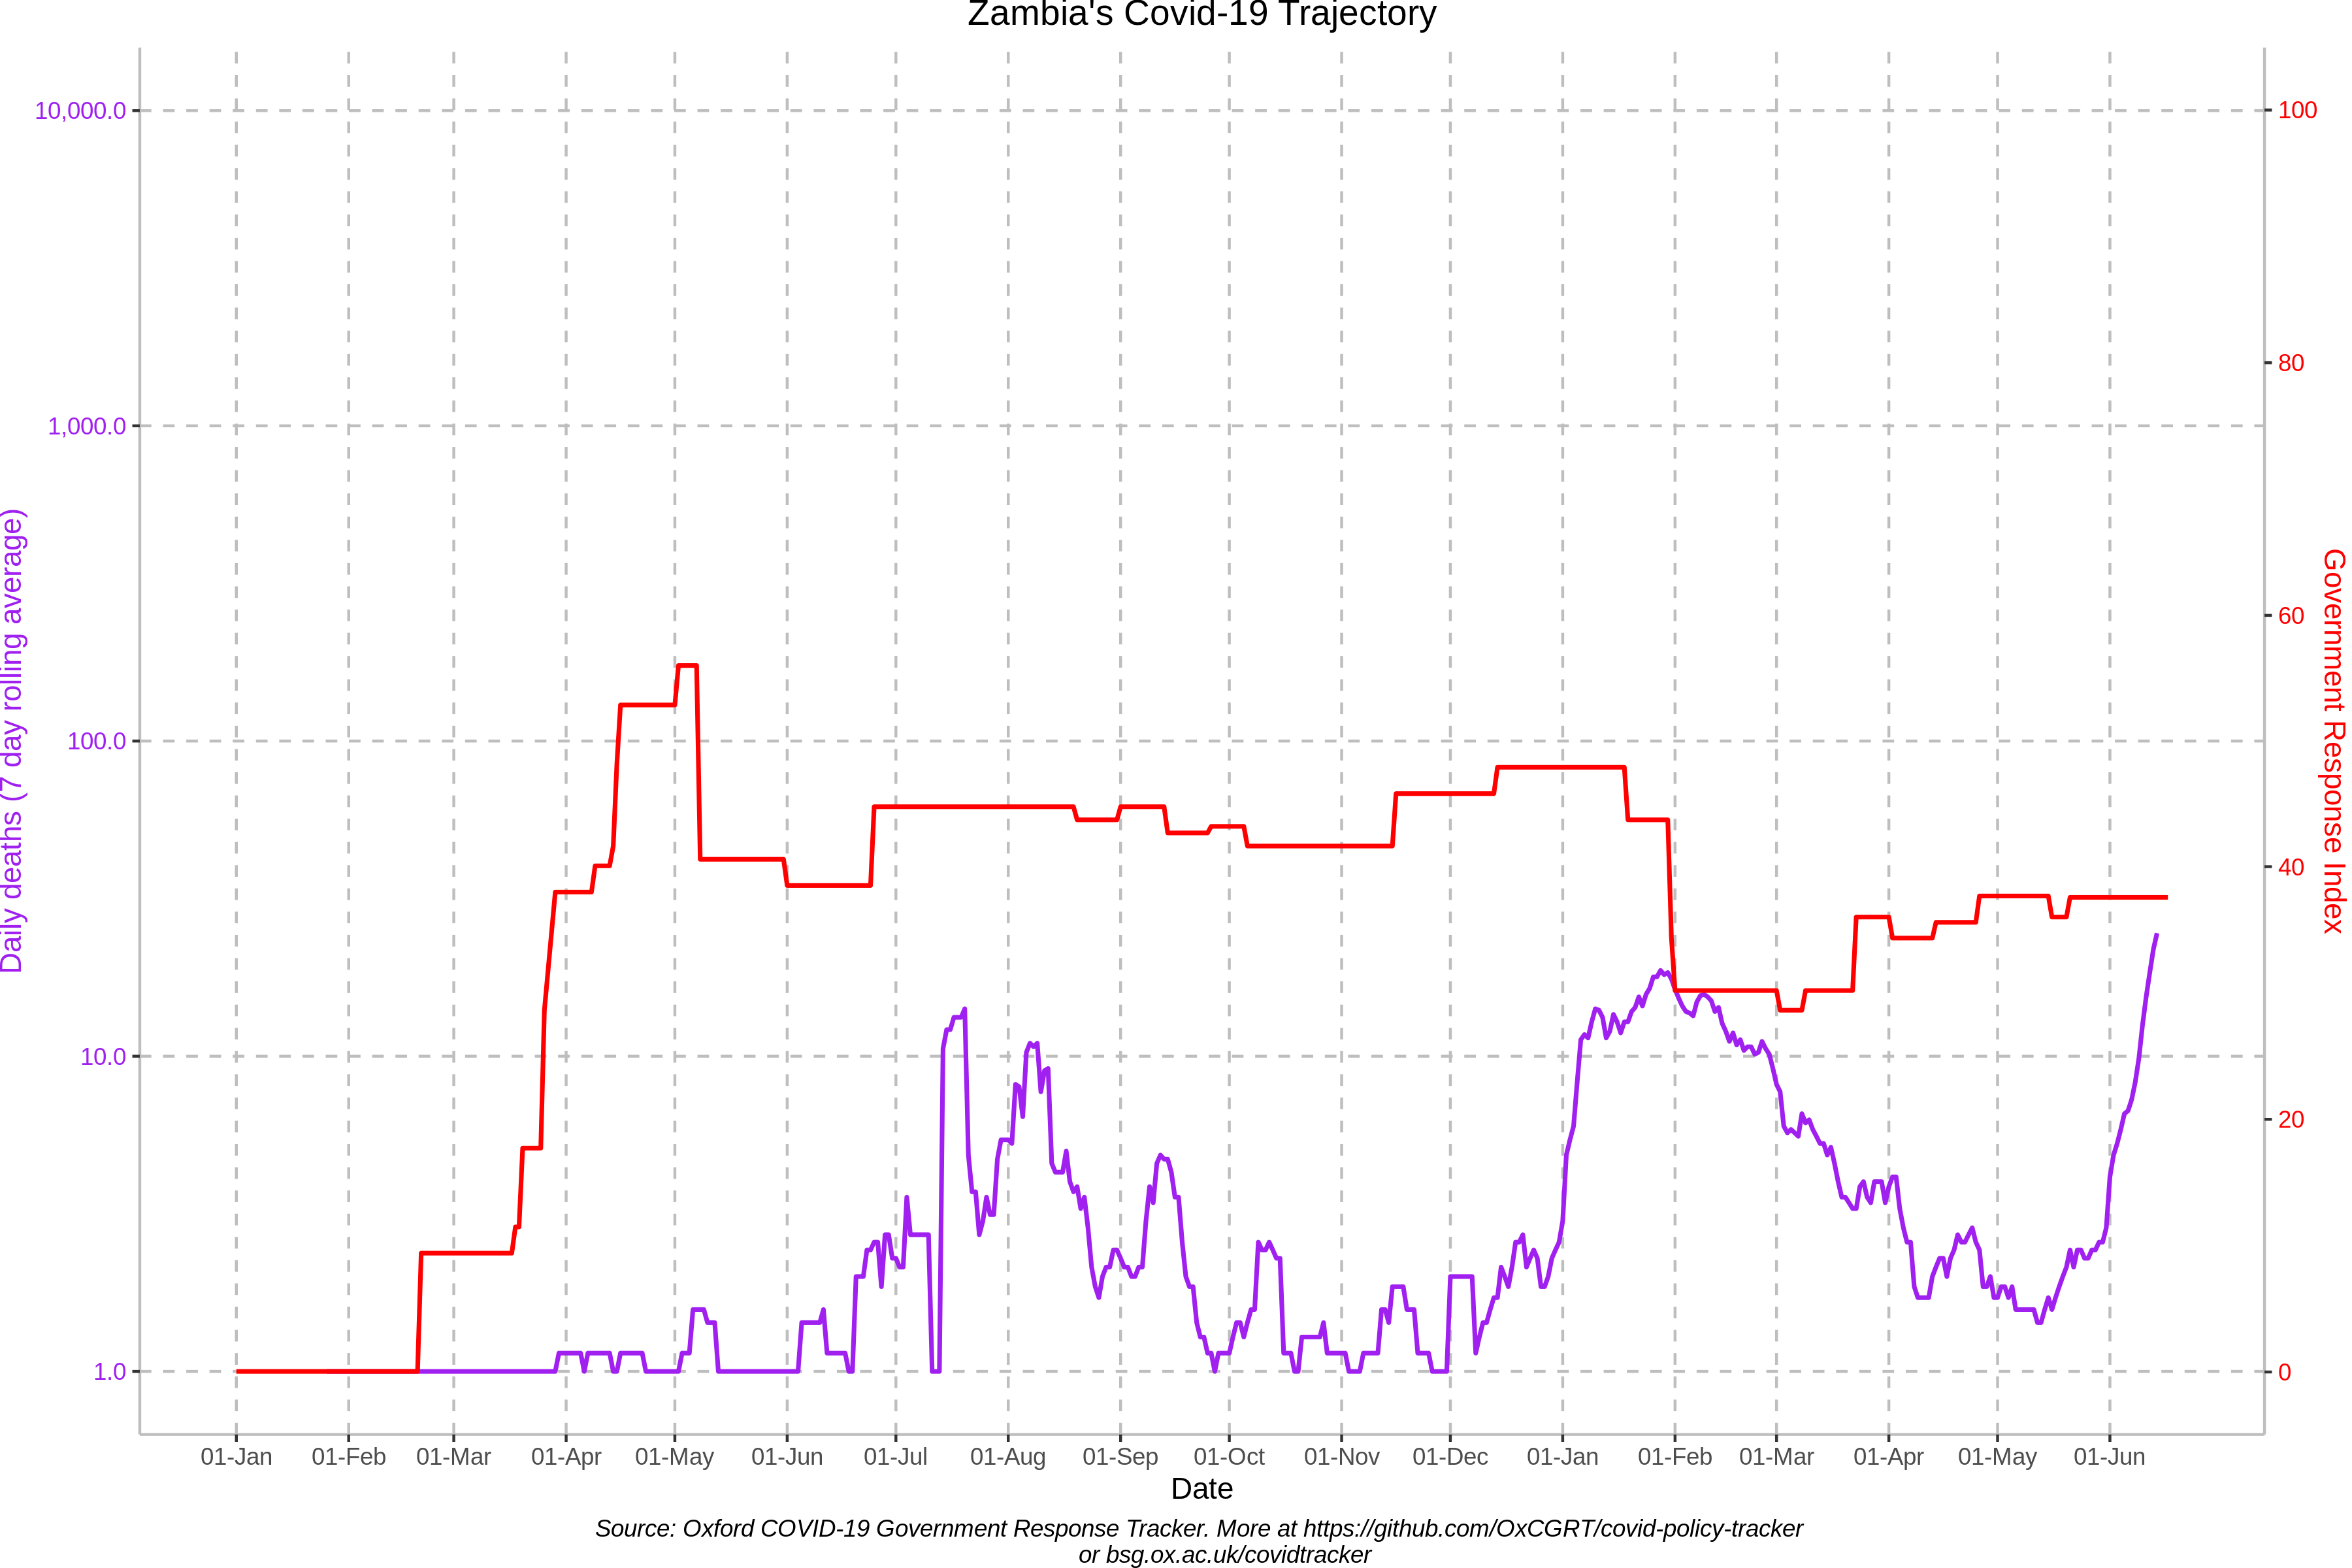 Zambia's Covid-19 Trajectory
10,000.0
1,000.0
100.0
10.0
1.0
Daily deaths (7 day rolling average)
100
80
60
40
20
0
Government Response Index
01-Jan 01-Feb 01-Mar 01-Apr 01-May 01-Jun 01-Jul 01-Aug 01-Sep 01-Oct 01-Nov 01-Dec 01-Jan 01-Feb 01-Mar 01-Apr 01-May 01-Jun
Date
Source: Oxford COVID-19 Government Response Tracker. More at https://github.com/OxCGRT/covid-policy-tracker
or bsg.ox.ac.uk/covidtracker